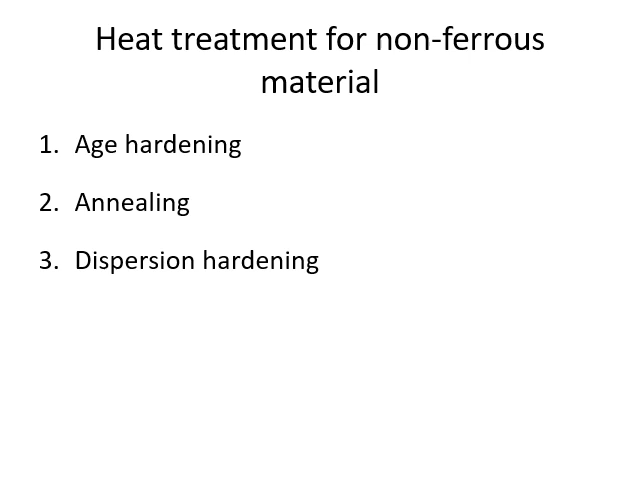 Heat treatment for non-ferrous
material
1. Age hardening
2. Annealing
3. Dispersion hardening